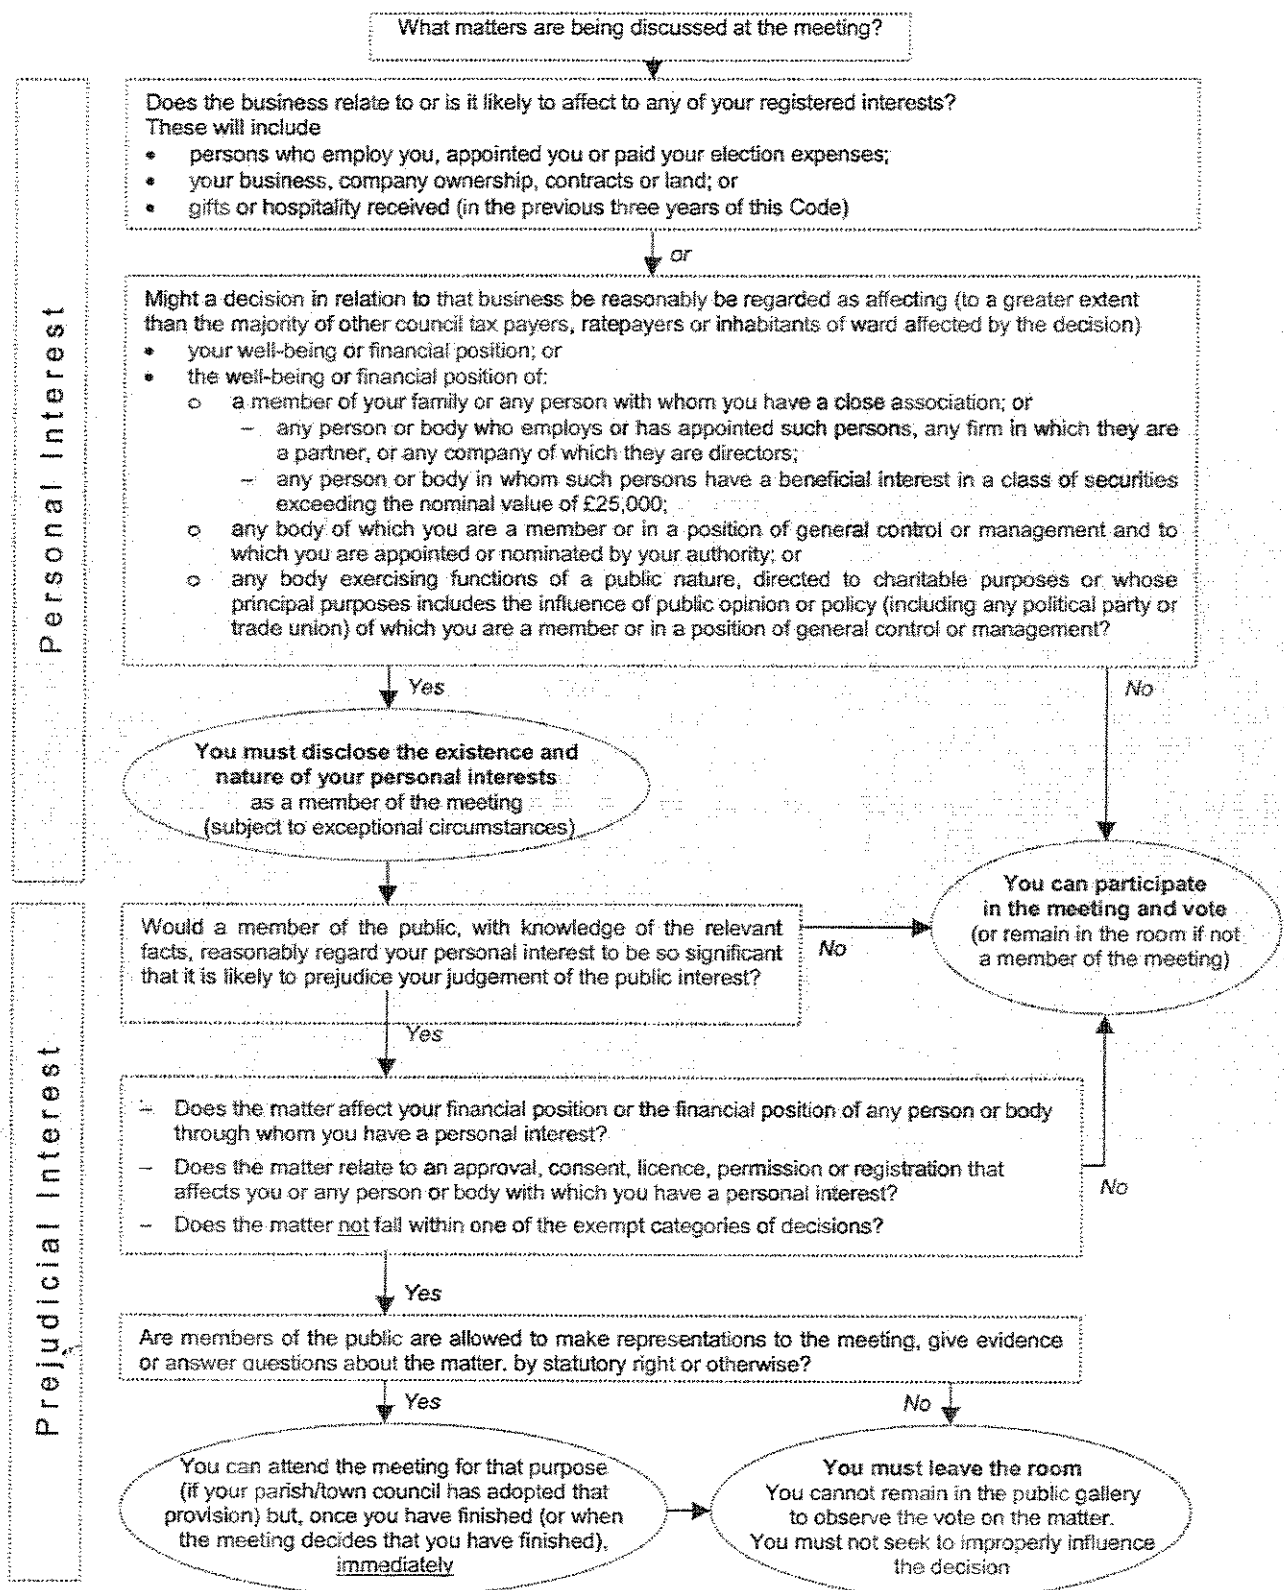 What matters are being discussed at the meeting?
Personal Interest
Does the business relate to or is it likely to affect to any of your registered interests?
These will include
• persons who employ you, appointed you or paid your election expenses;
• your business, company ownership, contracts or land; or
• gifts or hospitality received (in the previous three years of this Code)
or
Might a decision in relation to that business be reasonably be regarded as affecting (to a greater extent
than the majority of other council tax payers, ratepayers or inhabitants of ward affected by the decision)
• your well-being or financial position; or
• the well-being or financial position of:
o a member of your family or any person with whom you have a close association; or
– any person or body who employs or has appointed such persons, any firm in which they are
a partner, or any company of which they are directors;
– any person or body in whom such persons have a beneficial interest in a class of securities
exceeding the nominal value of £25,000;
o any body of which you are a member or in a position of general control or management and to
which you are appointed or nominated by your authority; or
o any body exercising functions of a public nature, directed to charitable purposes or whose
principal purposes includes the influence of public opinion or policy (including any political party or
trade union) of which you are a member or in a position of general control or management?
Yes
No
You must disclose the existence and
nature of your personal interests
as a member of the meeting
(subject to exceptional circumstances)
You can participate
in the meeting and vote
(or remain in the room if not
a member of the meeting)
Prejudicial Interest
Would a member of the public, with knowledge of the relevant
facts, reasonably regard your personal interest to be so significant
that it is likely to prejudice your judgement of the public interest?
No
Yes
– Does the matter affect your financial position or the financial position of any person or body
through whom you have a personal interest?
– Does the matter relate to an approval, consent, licence, permission or registration that
affects you or any person or body with which you have a personal interest?
– Does the matter not fall within one of the exempt categories of decisions?
No
Yes
Are members of the public are allowed to make representations to the meeting, give evidence
or answer questions about the matter. by statutory right or otherwise?
Yes
No
You can attend the meeting for that purpose
(if your parish/town council has adopted that
provision) but, once you have finished (or when
the meeting decides that you have finished),
immediately
You must leave the room
You cannot remain in the public gallery
to observe the vote on the matter.
You must not seek to improperly influence
the decision